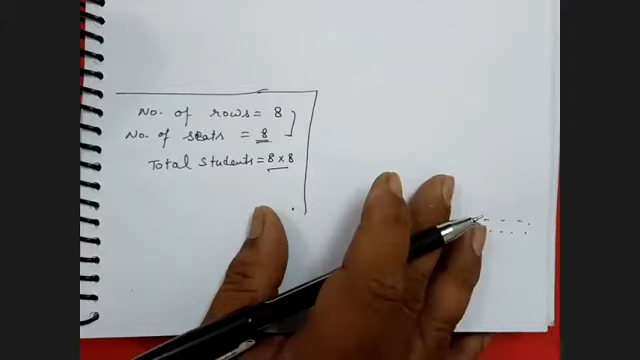 No. of rows = 8
No. of seats = 8
Total students = 8 × 8